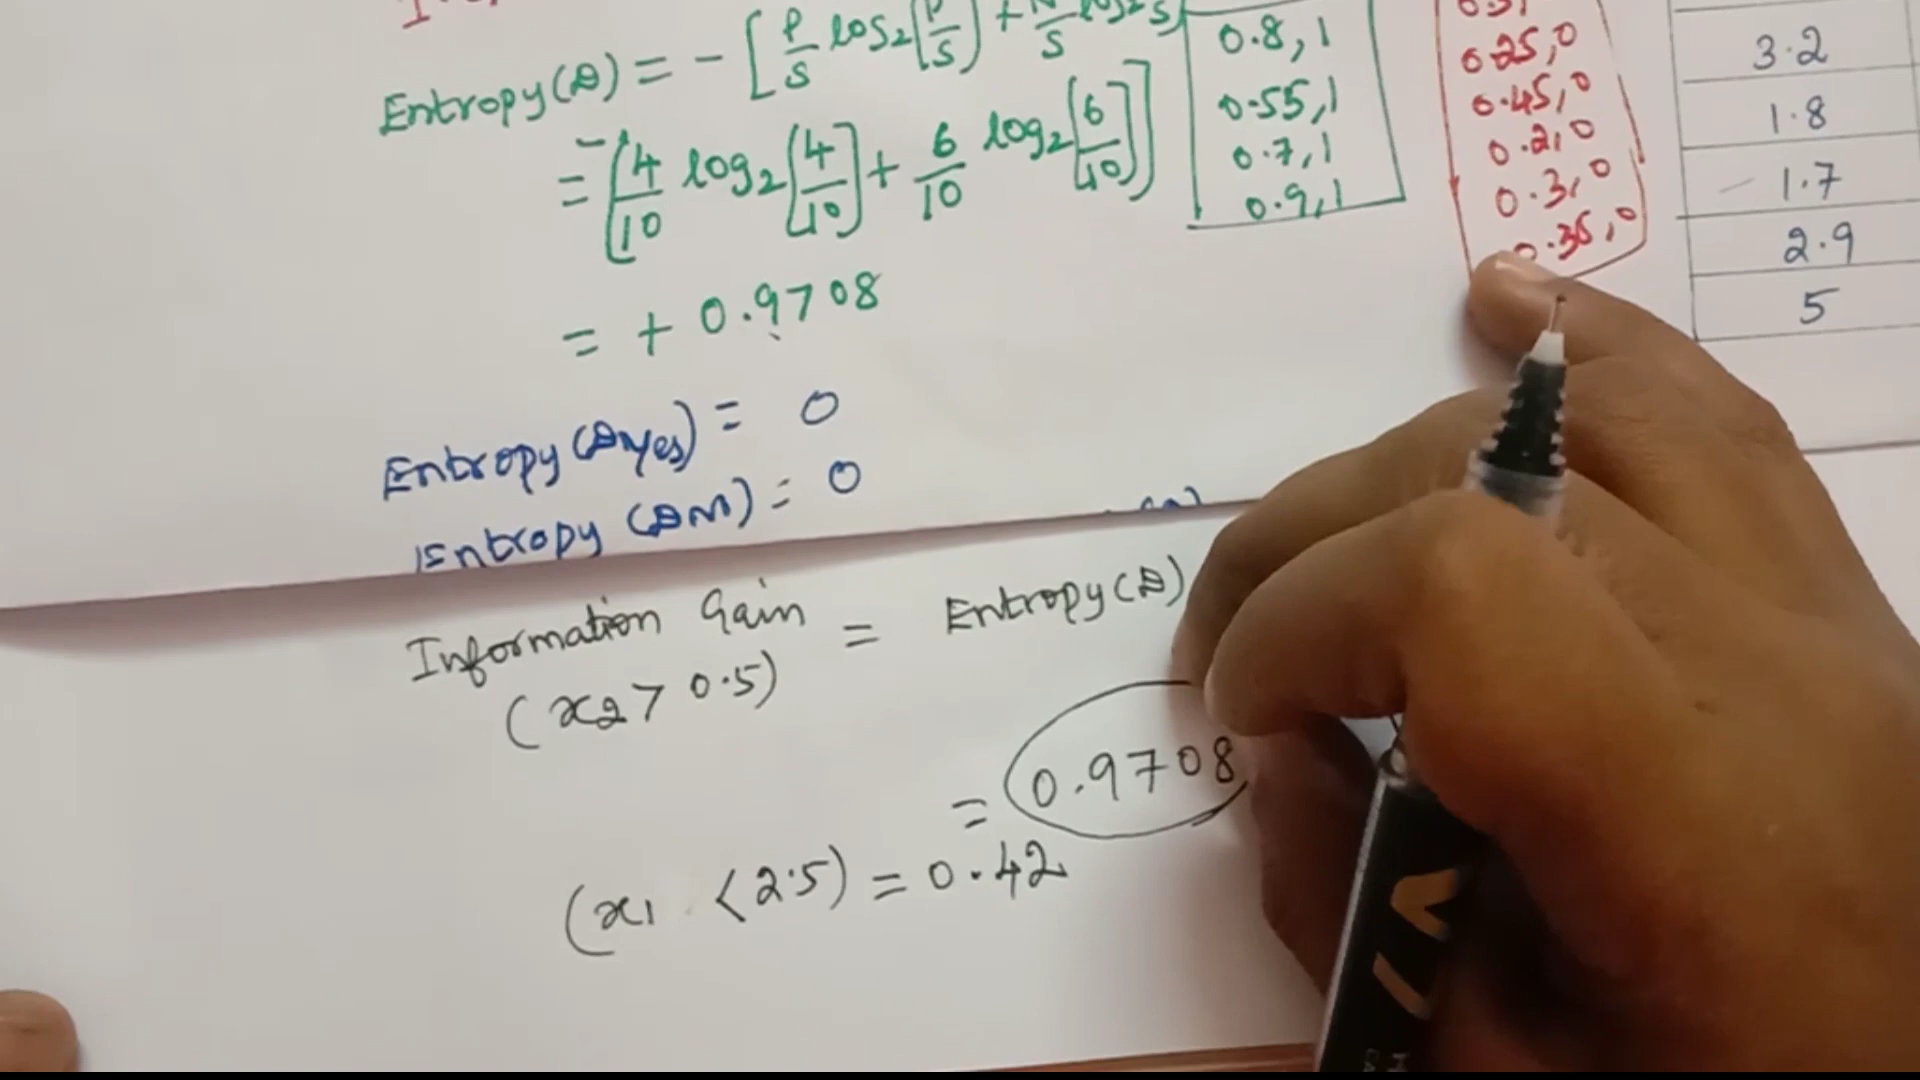 Entropy(D) = - [P/S log2(P/S) + N/S log2
= -[4/10 log2[4/10] + 6/10 log2[6/10]]
= + 0.9708
Entropy(Dyes) = 0
Entropy (DNo) = 0
Information Gain = Entropy(D)
(x2 > 0.5)
= 0.9708
(x1 < 2.5) = 0.42
0.8, 1
0.55, 1
0.7, 1
0.9, 1
0.25, 0
0.45, 0
0.2, 0
0.3, 0
0.35, 0
3.2
1.8
1.7
2.9
5